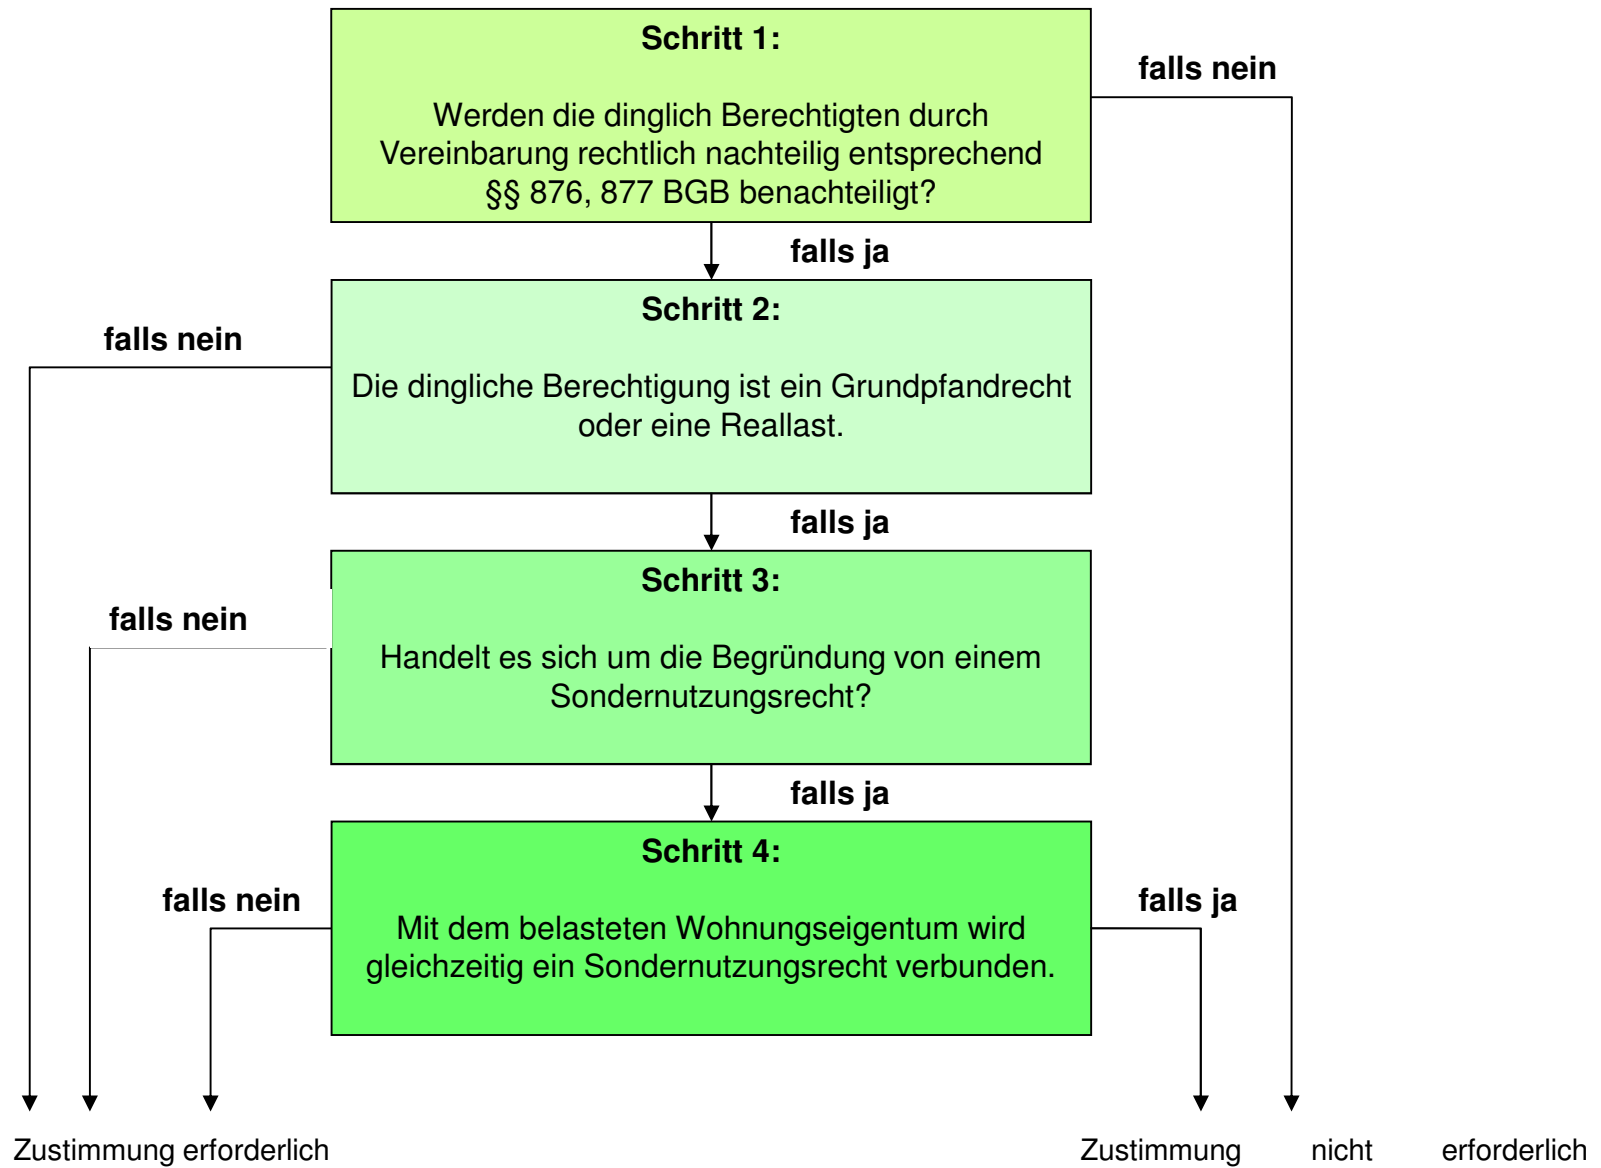 Schritt 1:
falls nein
Werden die dinglich Berechtigten durch
Vereinbarung rechtlich nachteilig entsprechend
§§ 876, 877 BGB benachteiligt?
falls ja
Schritt 2:
falls nein
Die dingliche Berechtigung ist ein Grundpfandrecht
oder eine Reallast.
falls ja
Schritt 3:
falls nein
Handelt es sich um die Begründung von einem
Sondernutzungsrecht?
falls ja
Schritt 4:
falls nein
falls ja
Mit dem belasteten Wohnungseigentum wird
gleichzeitig ein Sondernutzungsrecht verbunden.
Zustimmung erforderlich
Zustimmung nicht erforderlich